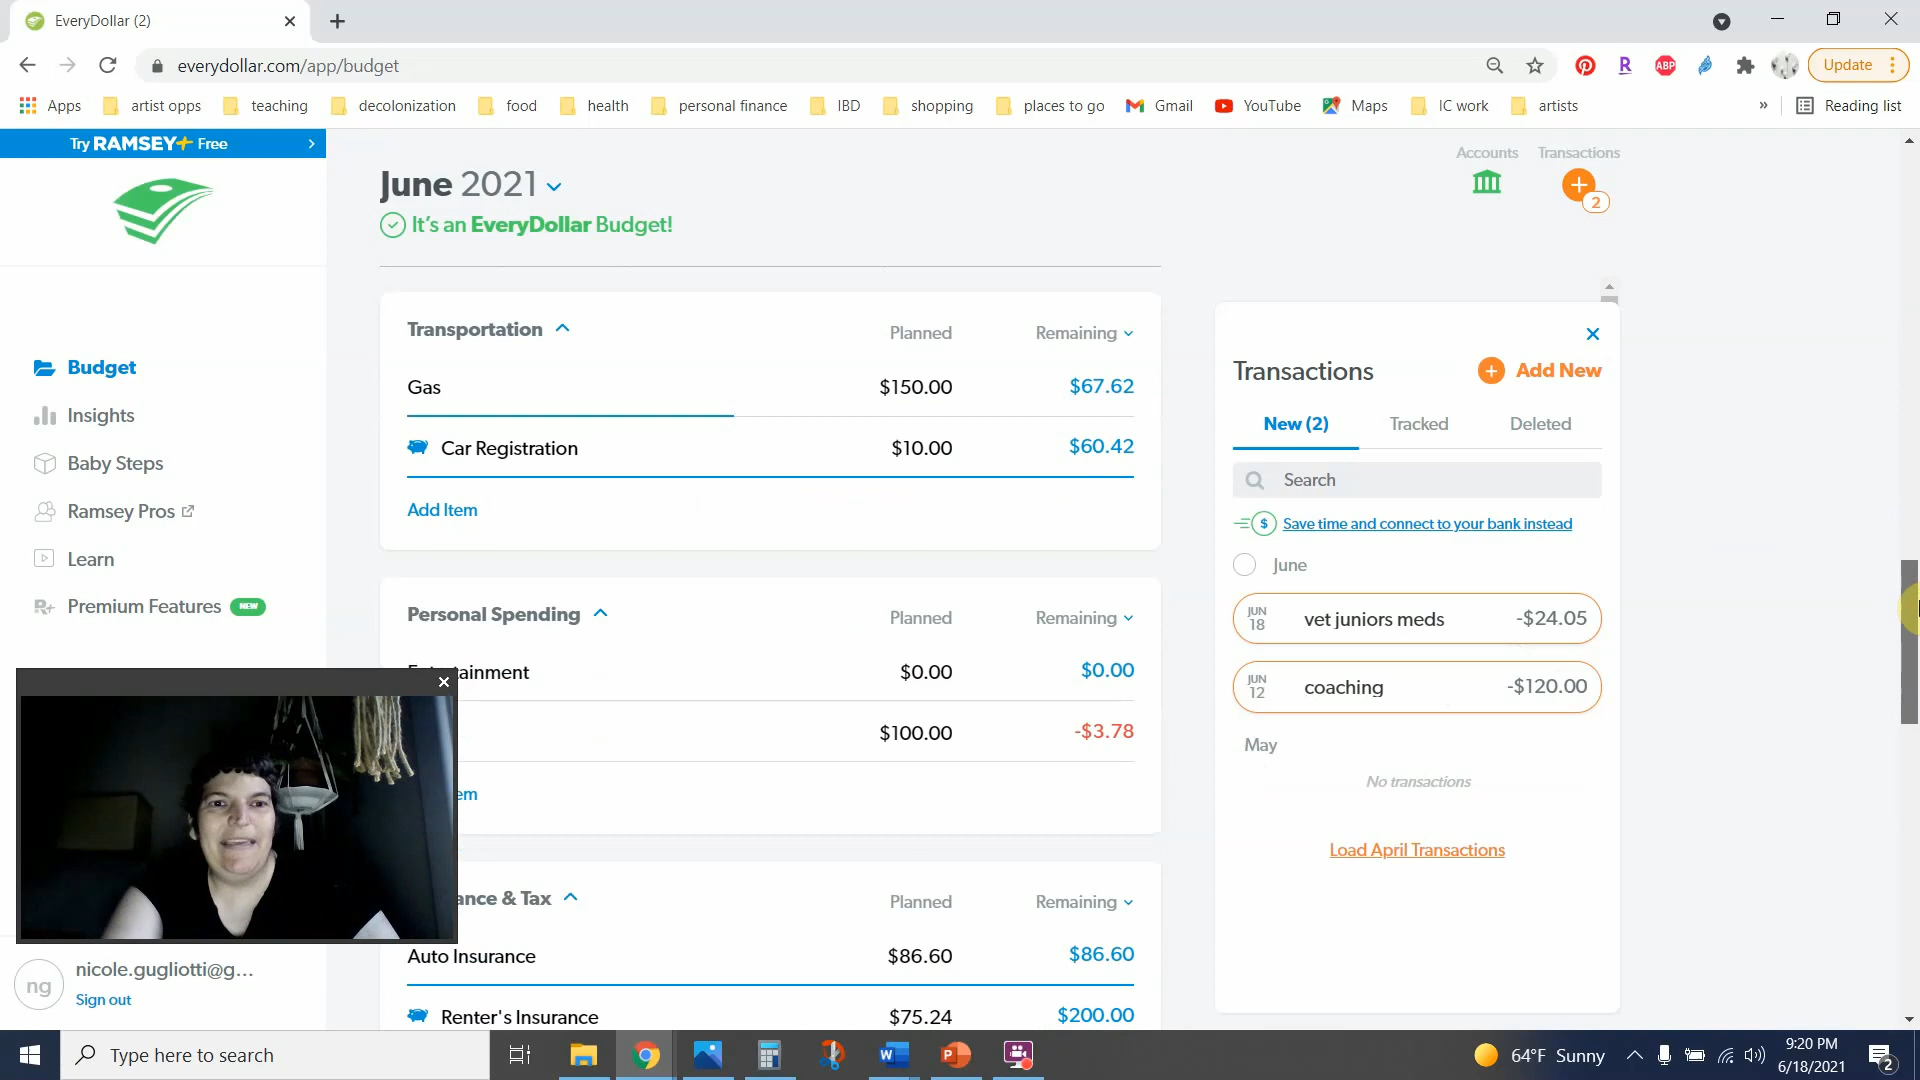 EveryDollar (2)
everydollar.com/app/budget
Update
Apps
artist opps
teaching
decolonization
food
health
personal finance
IBD
shopping
places to go
Gmail
YouTube
Maps
IC work
artists
»
Reading list
Try RAMSEY+ Free
June 2021
It's an EveryDollar Budget!
Accounts
Transactions
2
Budget
Insights
Baby Steps
Ramsey Pros
Learn
Premium Features NEW
Transportation
Planned
Remaining
Gas
$150.00
$67.62
Car Registration
$10.00
$60.42
Add Item
Personal Spending
Planned
Remaining
ainment
$0.00
$0.00
$100.00
-$3.78
em
ance & Tax
Planned
Remaining
Auto Insurance
$86.60
$86.60
Renter's Insurance
$75.24
$200.00
Transactions
Add New
New (2)
Tracked
Deleted
Search
Save time and connect to your bank instead
June
JUN 18
vet juniors meds
-$24.05
JUN 12
coaching
-$120.00
May
No transactions
Load April Transactions
ng
nicole.gugliotti@g...
Sign out
Type here to search
64°F Sunny
9:20 PM
6/18/2021
2